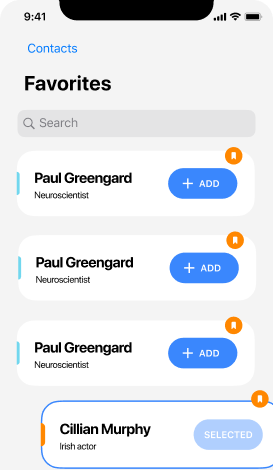 9:41
Contacts
Favorites
Search
Paul Greengard
Neuroscientist
+ ADD
Paul Greengard
Neuroscientist
+ ADD
Paul Greengard
Neuroscientist
+ ADD
Cillian Murphy
Irish actor
SELECTED